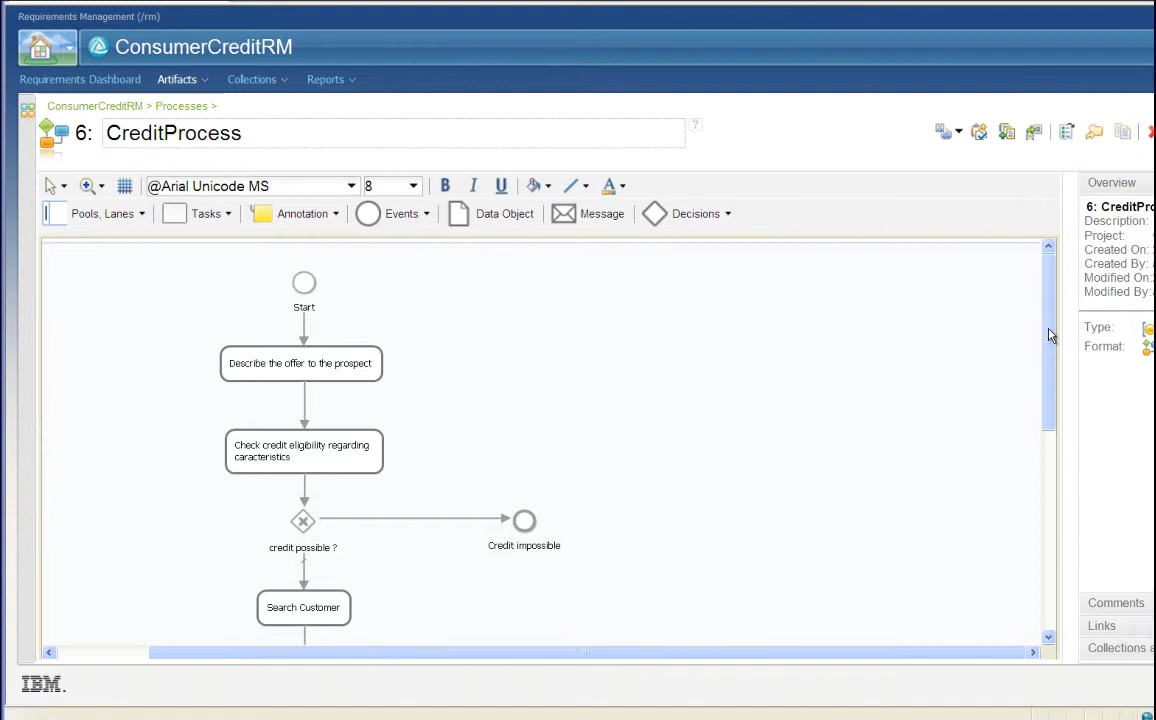 Requirements Management (/rm)
ConsumerCreditRM
Requirements Dashboard Artifacts Collections Reports
ConsumerCreditRM > Processes >
6: CreditProcess ?
@Arial Unicode MS 8 B I U A
Pools, Lanes Tasks Annotation Events Data Object Message Decisions
Overview
6: CreditPro
Description:
Project:
Created On:
Created By:
Modified On:
Modified By:
Type:
Format:
Start
Describe the offer to the prospect
Check credit eligibility regarding
caracteristics
credit possible ?
Credit impossible
Search Customer
Comments
Links
Collections a
IBM.